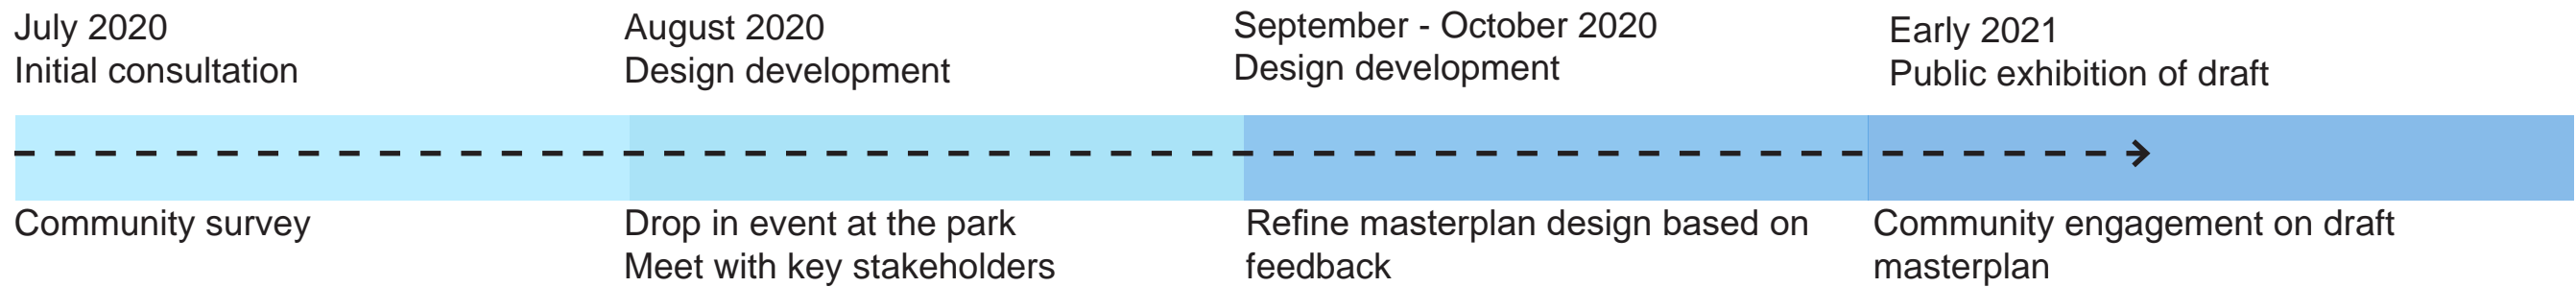 July 2020
Initial consultation
August 2020
Design development
September - October 2020
Design development
Early 2021
Public exhibition of draft
Community survey
Drop in event at the park
Meet with key stakeholders
Refine masterplan design based on
feedback
Community engagement on draft
masterplan